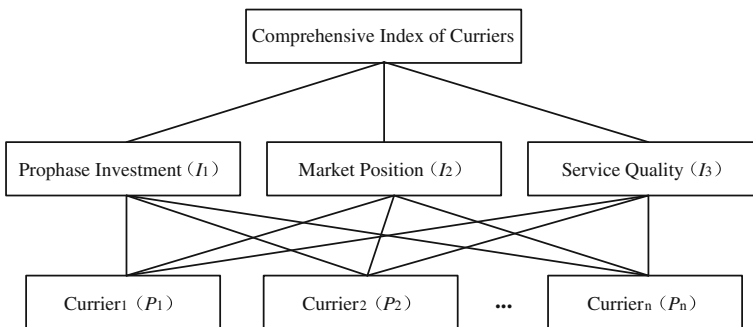 Comprehensive Index of Curriers
Prophase Investment（I1）
Market Position（I2）
Service Quality（I3）
Currier1（P1）
Currier2（P2）
...
Curriern（Pn）